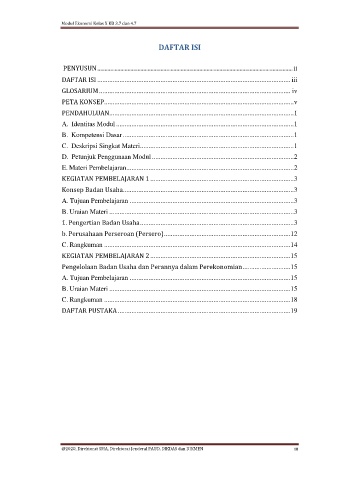 Modul Ekonomi Kelas X KD 3.7 dan 4.7
DAFTAR ISI
PENYUSUN ii
DAFTAR ISI iii
GLOSARIUM iv
PETA KONSEP v
PENDAHULUAN 1
A. Identitas Modul 1
B. Kompetensi Dasar 1
C. Deskripsi Singkat Materi 1
D. Petunjuk Penggunaan Modul 2
E. Materi Pembelajaran 2
KEGIATAN PEMBELAJARAN 1 3
Konsep Badan Usaha 3
A. Tujuan Pembelajaran 3
B. Uraian Materi 3
1. Pengertian Badan Usaha 3
b. Perusahaan Perseroan (Persero) 12
C. Rangkuman 14
KEGIATAN PEMBELAJARAN 2 15
Pengelolaan Badan Usaha dan Perannya dalam Perekonomian 15
A. Tujuan Pembelajaran 15
B. Uraian Materi 15
C. Rangkuman 18
DAFTAR PUSTAKA 19
@2020, Direktorat SMA, Direktorat Jenderal PAUD, DIKDAS dan DIKMEN iii